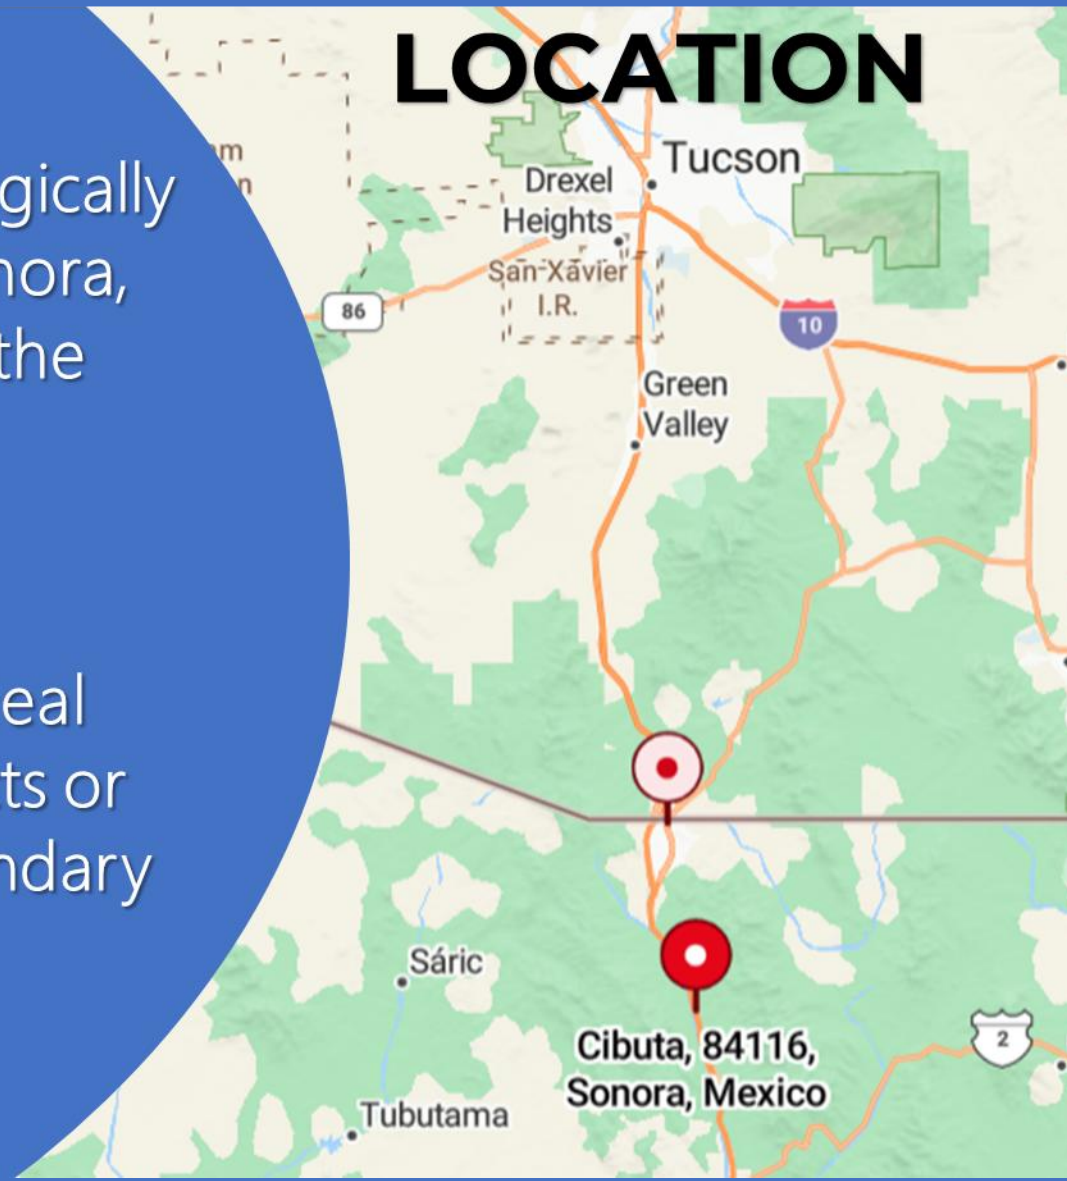 LOCATION
gically
nora,
the
eal
ts or
ndary
Tucson
Drexel
Heights
San Xavier
I.R.
86
10
Green
Valley
Sáric
Cibuta, 84116,
Sonora, Mexico
2
Tubutama